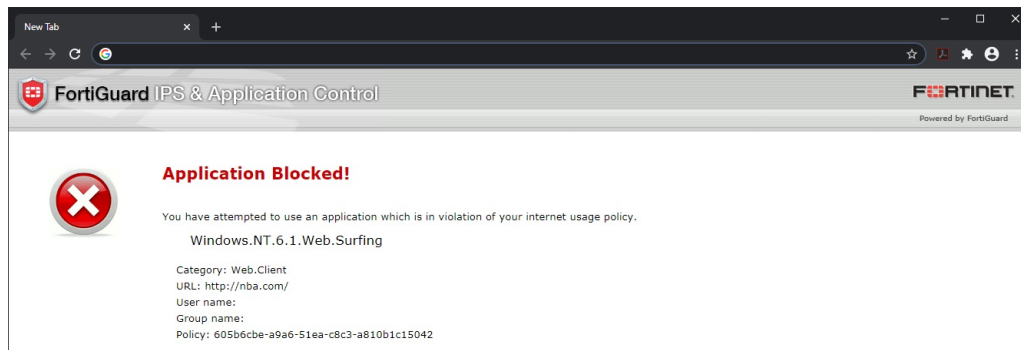 New Tab
FortiGuard IPS & Application Control
FORTINET.
Powered by FortiGuard
Application Blocked!
You have attempted to use an application which is in violation of your internet usage policy.
Windows.NT.6.1.Web.Surfing
Category: Web.Client
URL: http://nba.com/
User name:
Group name:
Policy: 605b6cbe-a9a6-51ea-c8c3-a810b1c15042